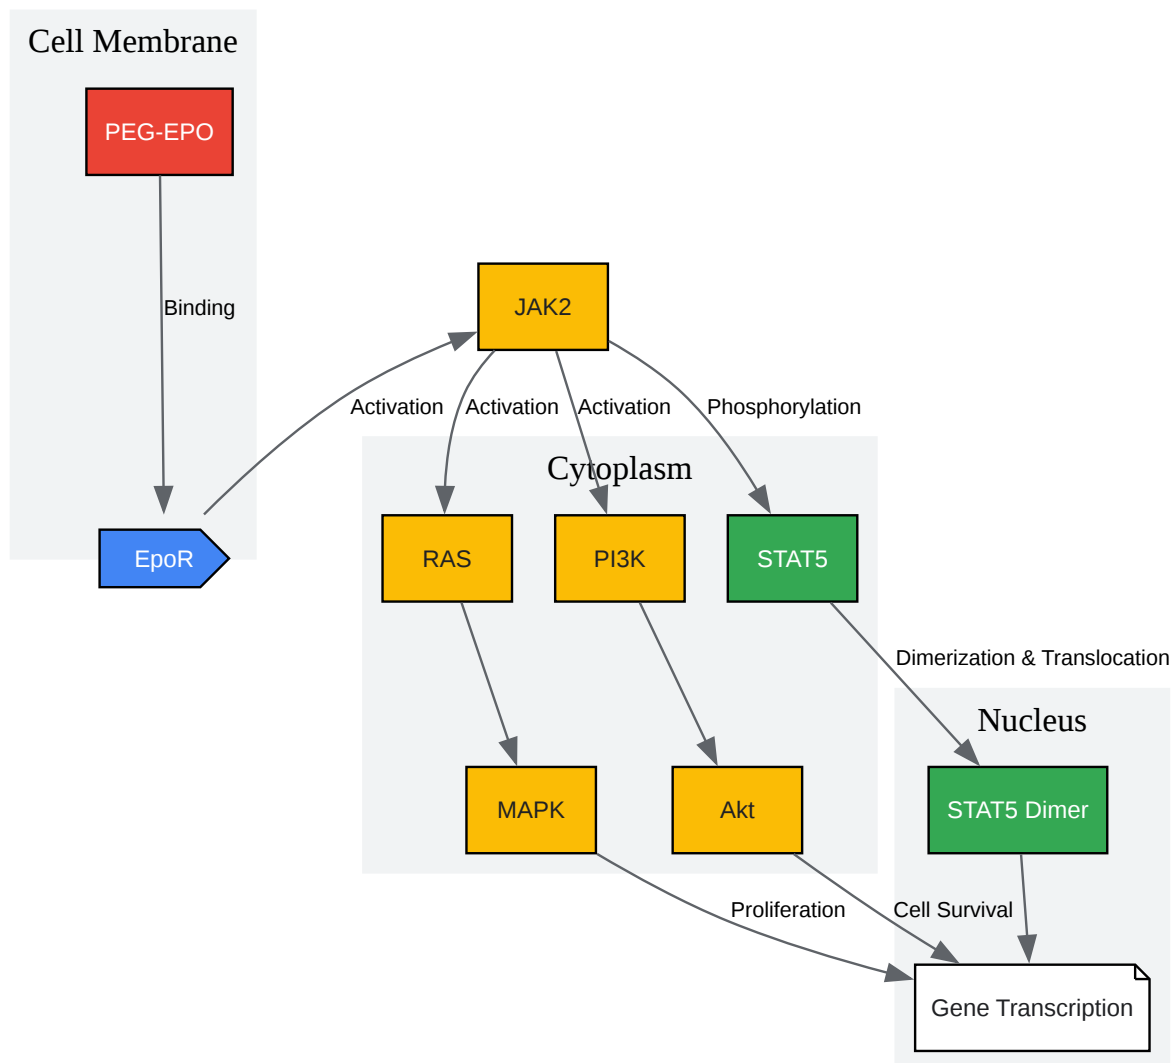 Cell Membrane
PEG-EPO
Binding
JAK2
Activation
Activation
Activation
Phosphorylation
Cytoplasm
EpoR
RAS
PI3K
STAT5
Dimerization & Translocation
Nucleus
MAPK
Akt
STAT5 Dimer
Proliferation
Cell Survival
Gene Transcription